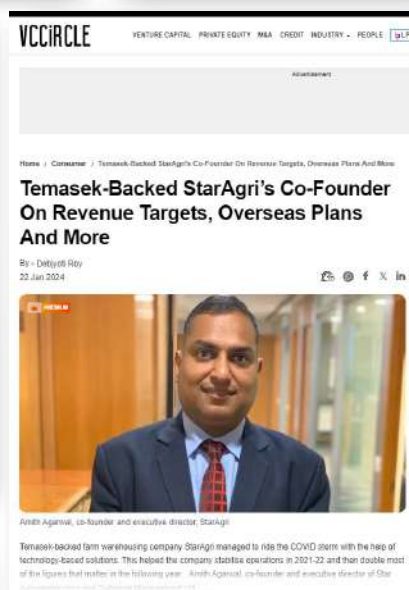 VCCiRCLE
VENTURE CAPITAL PRIVATE EQUITY M&A CREDIT INDUSTRY PEOPLE
Advertisement
Home / Consumer / Temasek-Backed StarAgri's Co-Founder On Revenue Targets, Overseas Plans And More
Temasek-Backed StarAgri's Co-Founder
On Revenue Targets, Overseas Plans
And More
By - Debjyoti Roy
22 Jan 2024
PREMIUM
Amith Agarwal, co-founder and executive director, StarAgri
Temasek-backed farm warehousing company StarAgri managed to ride the COVID storm with the help of
technology-based solutions. This helped the company stabilise operations in 2021-22 and then double most
of the figures that matter in the following year. Amith Agarwal, co-founder and executive director of Star